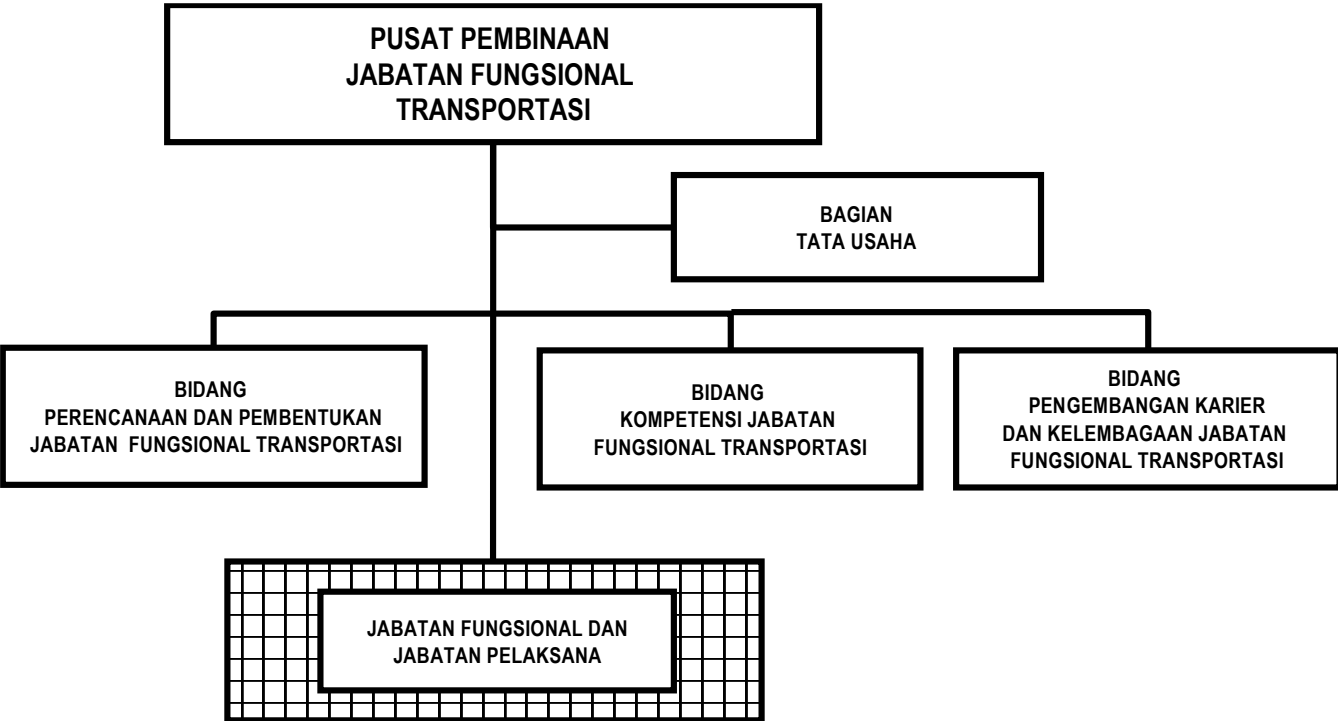 PUSAT PEMBINAAN
JABATAN FUNGSIONAL
TRANSPORTASI
BAGIAN
TATA USAHA
BIDANG
PERENCANAAN DAN PEMBENTUKAN
JABATAN FUNGSIONAL TRANSPORTASI
BIDANG
KOMPETENSI JABATAN
FUNGSIONAL TRANSPORTASI
BIDANG
PENGEMBANGAN KARIER
DAN KELEMBAGAAN JABATAN
FUNGSIONAL TRANSPORTASI
JABATAN FUNGSIONAL DAN
JABATAN PELAKSANA